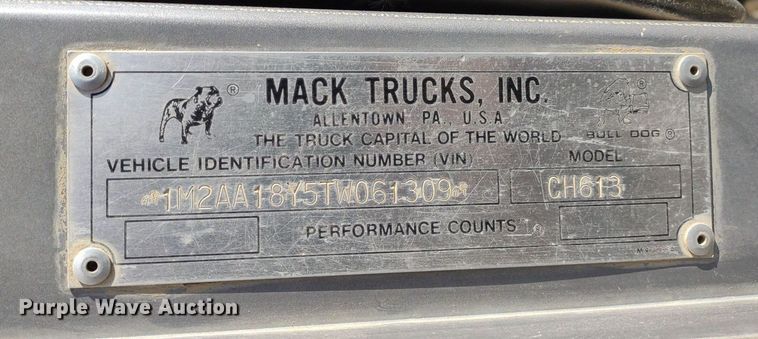 MACK TRUCKS, INC.
ALLENTOWN, PA., U.S.A.
THE TRUCK CAPITAL OF THE WORLD
BULL DOG ®
VEHICLE IDENTIFICATION NUMBER (VIN) MODEL
1M2AA18Y5TW061309 CH613
PERFORMANCE COUNTS
Purple Wave Auction